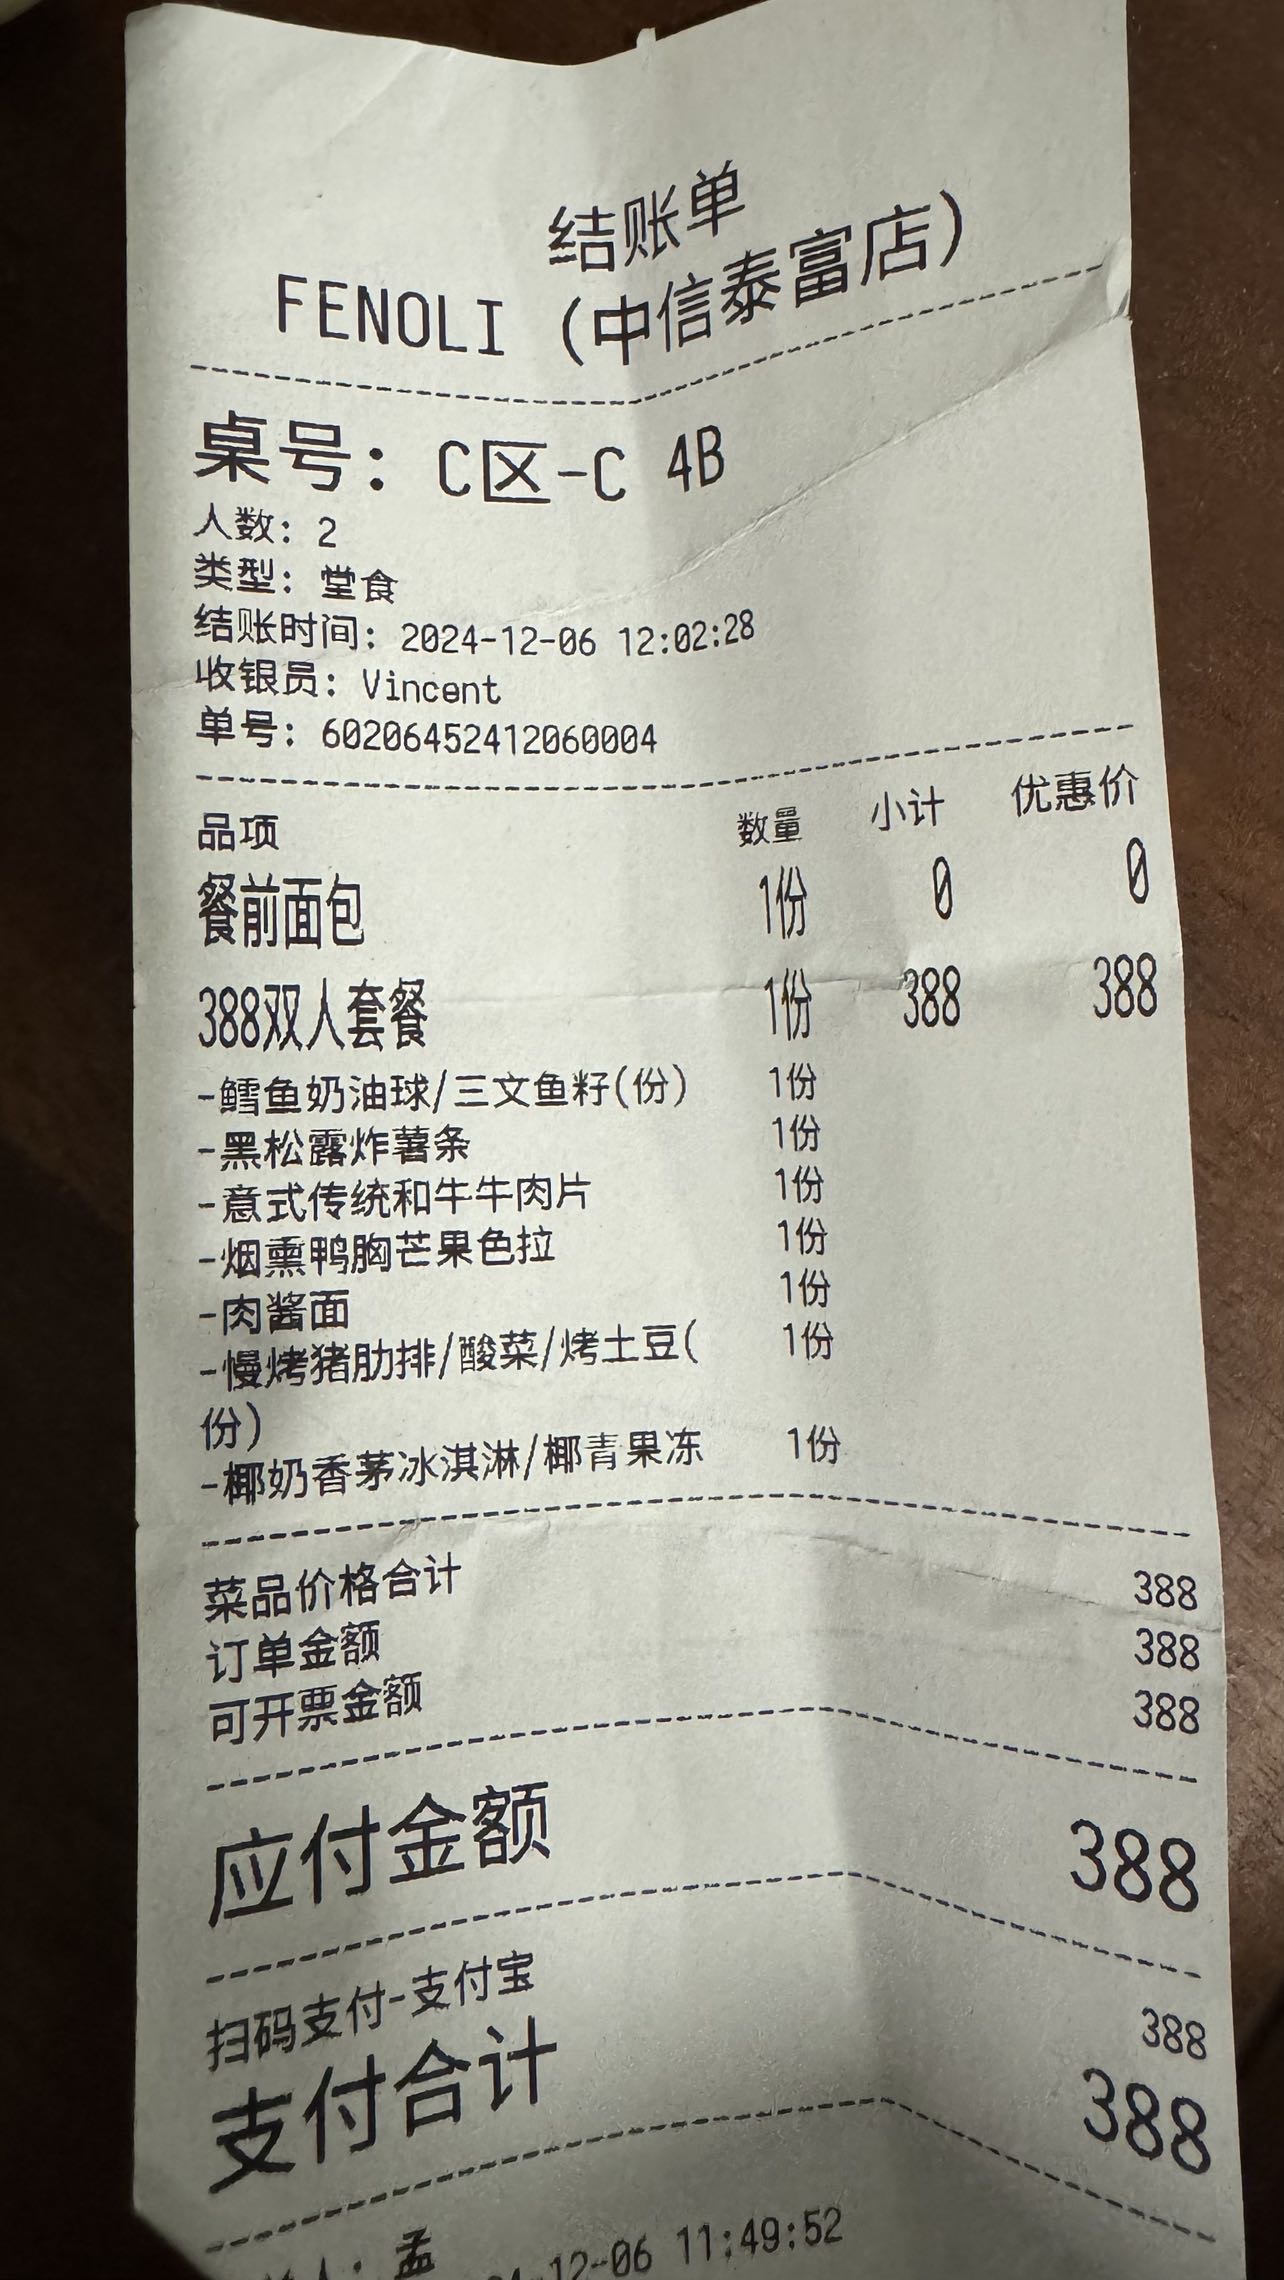 结账单
FENOLI (中信泰富店)
桌号: C区-C 4B
人数: 2
类型: 堂食
结账时间: 2024-12-06 12:02:28
收银员: Vincent
单号: 60206452412060004
品项 数量 小计 优惠价
餐前面包 1份 0 0
388双人套餐 1份 388 388
-鳕鱼奶油球/三文鱼籽(份) 1份
-黑松露炸薯条 1份
-意式传统和牛牛肉片 1份
-烟熏鸭胸芒果色拉 1份
-肉酱面 1份
-慢烤猪肋排/酸菜/烤土豆( 1份
份)
-椰奶香茅冰淇淋/椰青果冻 1份
菜品价格合计 388
订单金额 388
可开票金额 388
应付金额 388
扫码支付-支付宝 388
支付合计 388
人: 孟
12-06 11:49:52